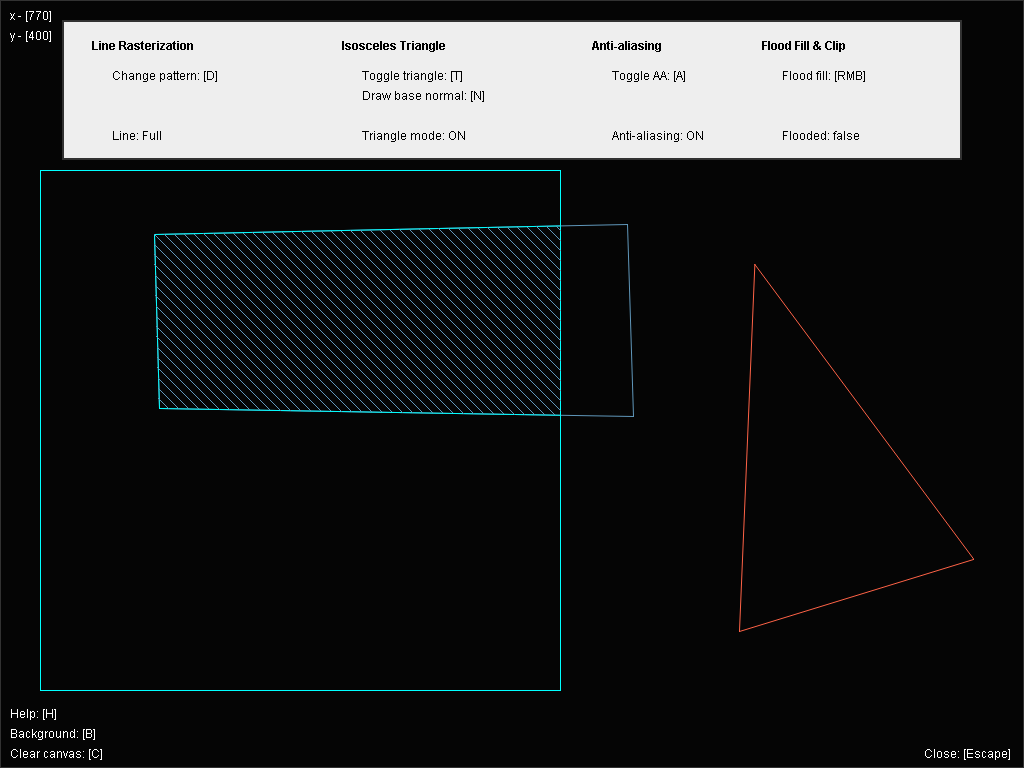 x - [770]
y - [400]
Line Rasterization
Isosceles Triangle
Anti-aliasing
Flood Fill & Clip
Change pattern: [D]
Toggle triangle: [T]
Toggle AA: [A]
Flood fill: [RMB]
Draw base normal: [N]
Line: Full
Triangle mode: ON
Anti-aliasing: ON
Flooded: false
Help: [H]
Background: [B]
Clear canvas: [C]
Close: [Escape]